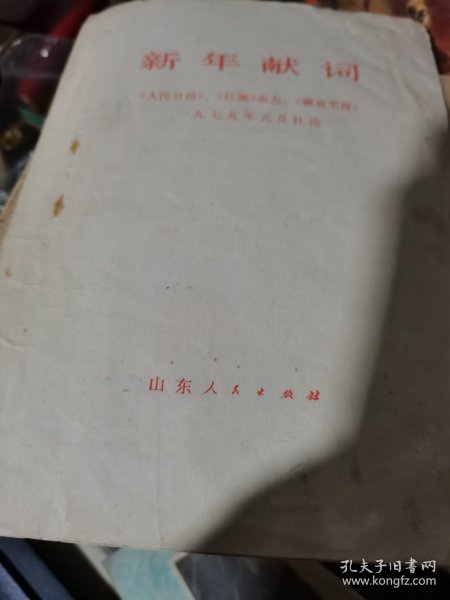 新年献词
《人民日报》、《红旗》杂志、《解放军报》
一九七五年元旦社论
山东人民出版社
孔夫子旧书网
www.kongfz.com